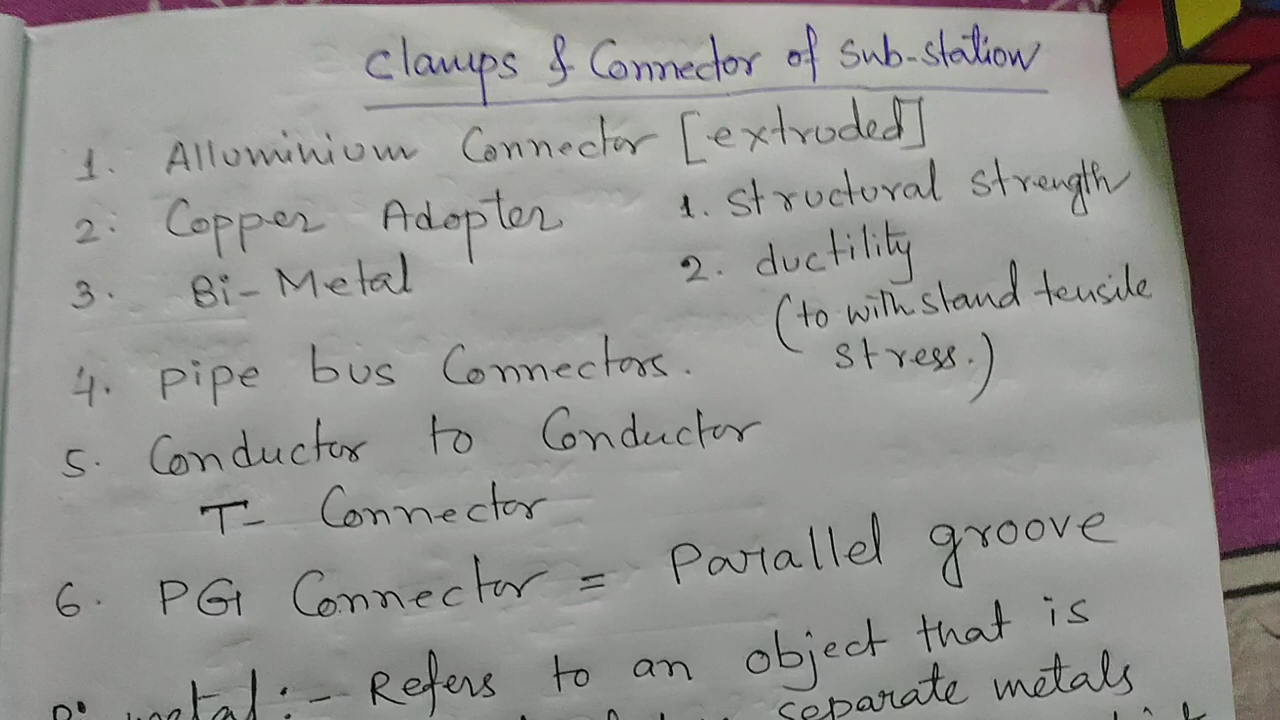 Clamps & Connector of Sub-station
1. Alluminium Connector [extruded]
2. Copper Adopter
1. structural strength
3. Bi-Metal
2. ductility
(to withstand tensile
stress.)
4. pipe bus Connectors.
5. Conductor to Conductor
T- Connector
6. PG Connector = Parallel groove
metal :- Refers to an object that is
separate metals